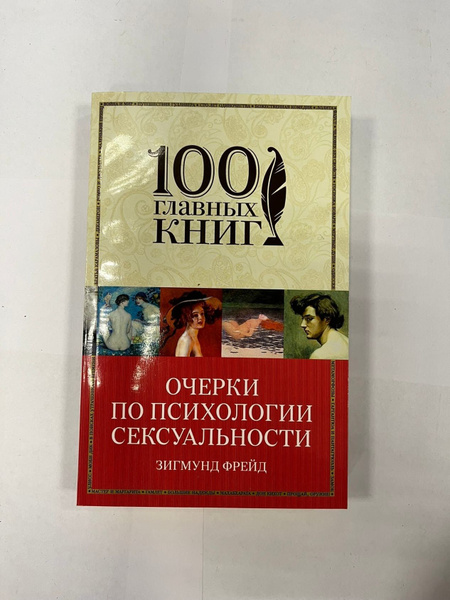 100
ГЛАВНЫХ
КНИГ
ОЧЕРКИ
ПО ПСИХОЛОГИИ
СЕКСУАЛЬНОСТИ
ЗИГМУНД ФРЕЙД